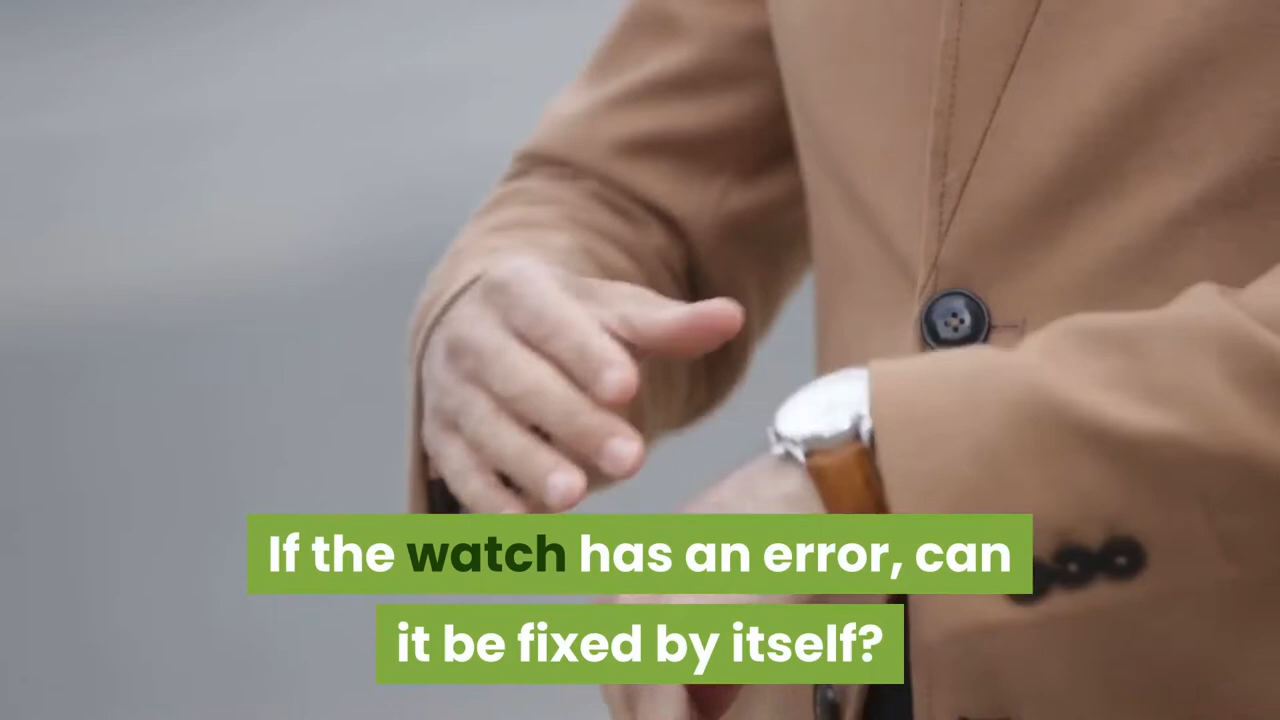 If the watch has an error, can
it be fixed by itself?